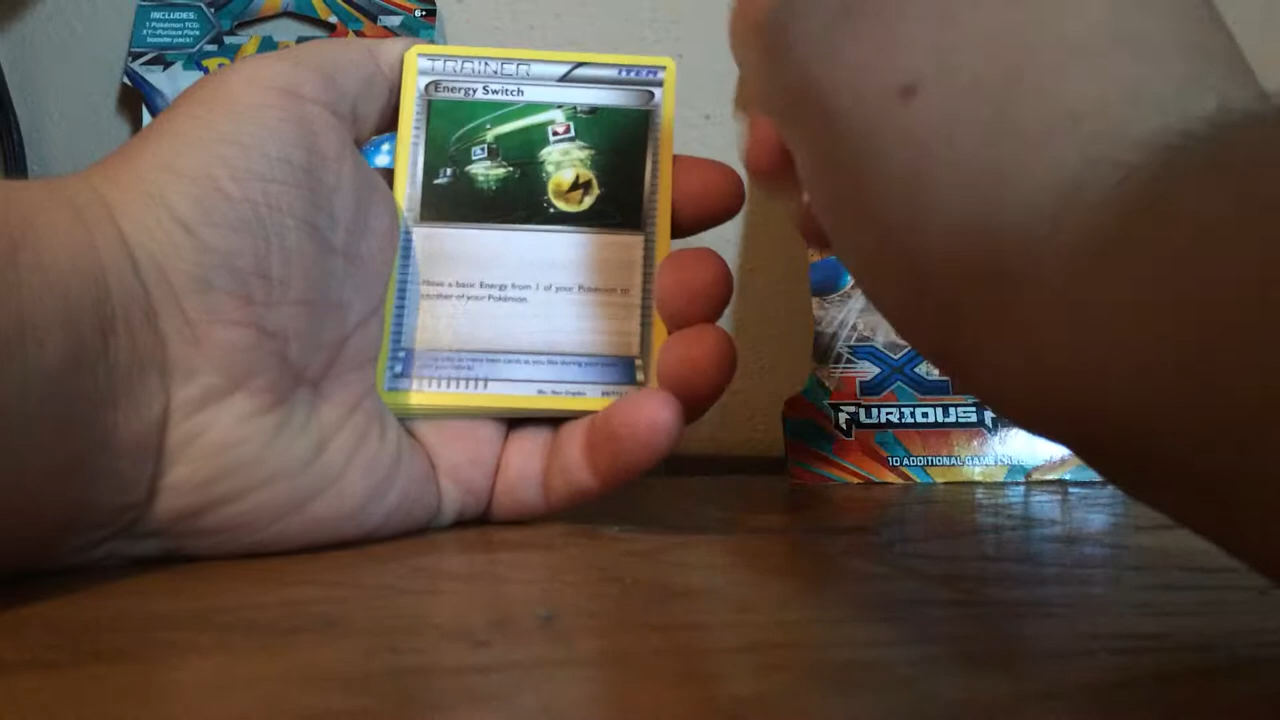 INCLUDES:
1 Pokémon TCG:
XY—Furious Fists
booster pack!
6+
TRAINER
ITEM
Energy Switch
Move a basic Energy from 1 of your Pokémon to
another of your Pokémon.
X
FURIOUS F
10 ADDITIONAL GAME CARDS